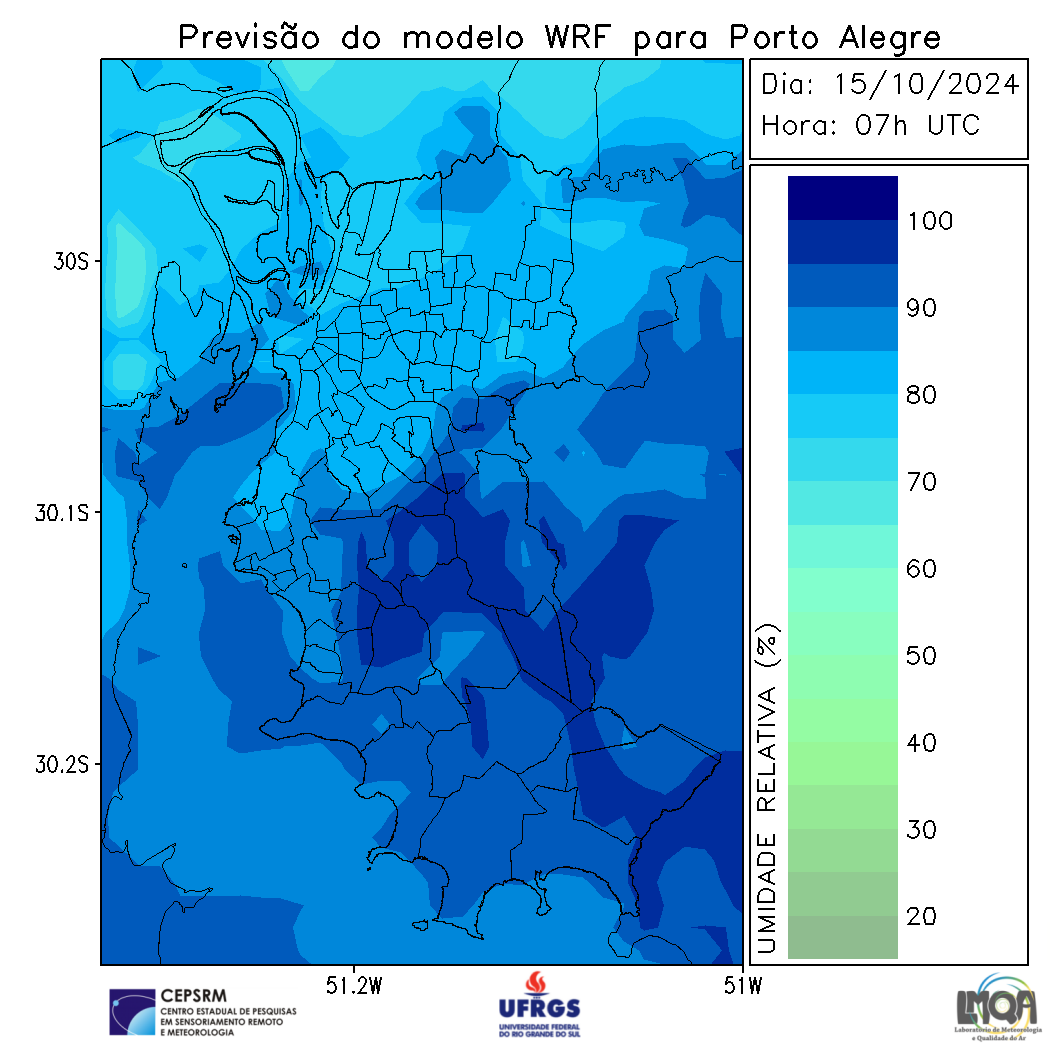 Previsão do modelo WRF para Porto Alegre
Dia: 15/10/2024
Hora: 07h UTC
100
90
80
70
60
50
40
30
20
UMIDADE RELATIVA (%)
30S
30.1S
30.2S
51.2W
51W
CEPSRM
CENTRO ESTADUAL DE PESQUISAS
EM SENSORIAMENTO REMOTO
E METEOROLOGIA
UFRGS
UNIVERSIDADE FEDERAL
DO RIO GRANDE DO SUL
LMQA
Laboratório de Meteorologia
e Qualidade do Ar